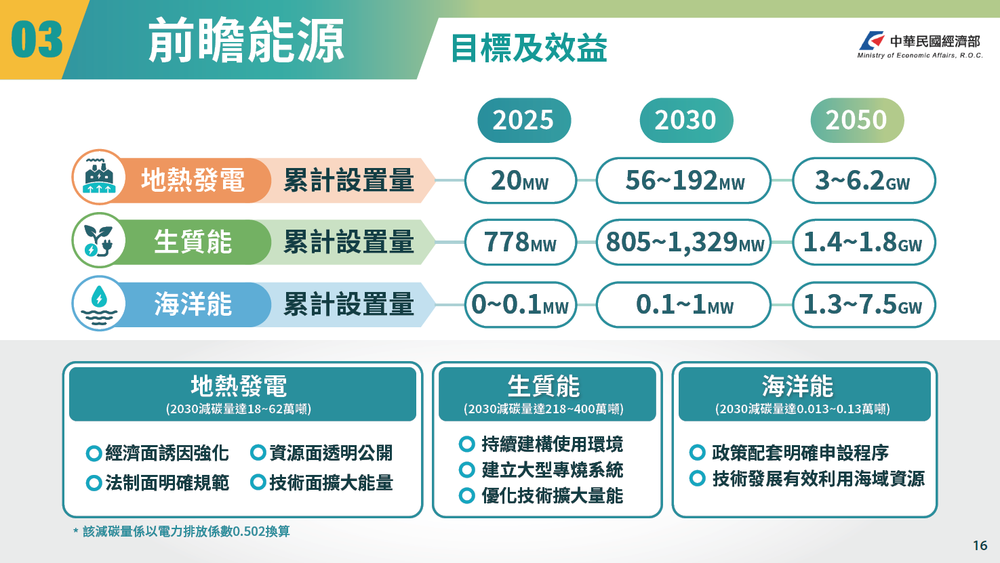 03
前瞻能源
目標及效益
中華民國經濟部
Ministry of Economic Affairs, R.O.C.
2025 2030 2050
地熱發電 累計設置量 20MW 56~192MW 3~6.2GW
生質能 累計設置量 778MW 805~1,329MW 1.4~1.8GW
海洋能 累計設置量 0~0.1MW 0.1~1MW 1.3~7.5GW
地熱發電
(2030減碳量達18~62萬噸)
經濟面誘因強化 資源面透明公開
法制面明確規範 技術面擴大能量
生質能
(2030減碳量達218~400萬噸)
持續建構使用環境
建立大型專燒系統
優化技術擴大量能
海洋能
(2030減碳量達0.013~0.13萬噸)
政策配套明確申設程序
技術發展有效利用海域資源
* 該減碳量係以電力排放係數0.502換算
16